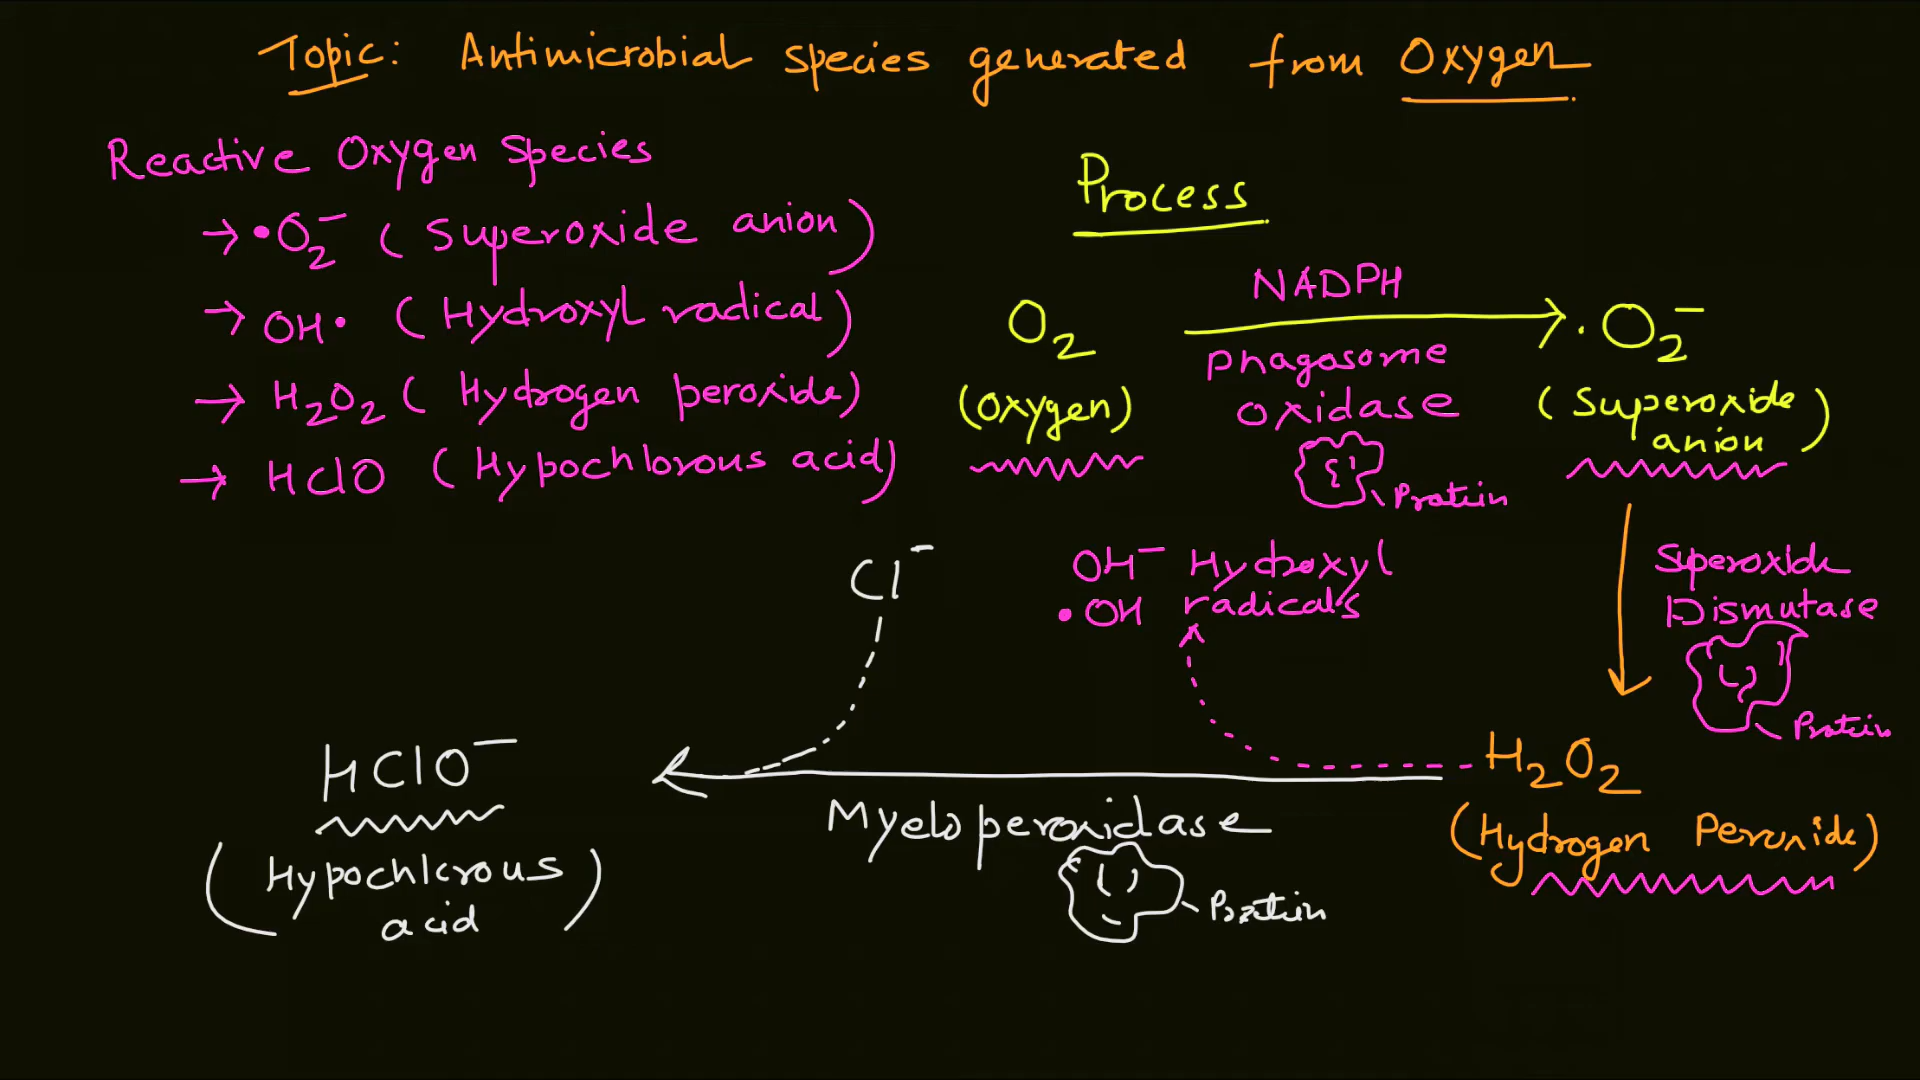 Topic: Antimicrobial species generated from Oxygen
Reactive Oxygen Species
→ •O₂⁻ (Superoxide anion)
→ OH• (Hydroxyl radical)
→ H₂O₂ (Hydrogen peroxide)
→ HClO (Hypochlorous acid)
Process
O₂
(Oxygen)
NADPH
Phagosome
oxidase
Protein
•O₂⁻
(Superoxide
anion)
Superoxide
Dismutase
Protein
H₂O₂
(Hydrogen Peroxide)
OH⁻ Hydroxyl
•OH radicals
Cl⁻
Myeloperoxidase
Protein
HClO⁻
(Hypochlorous
acid)